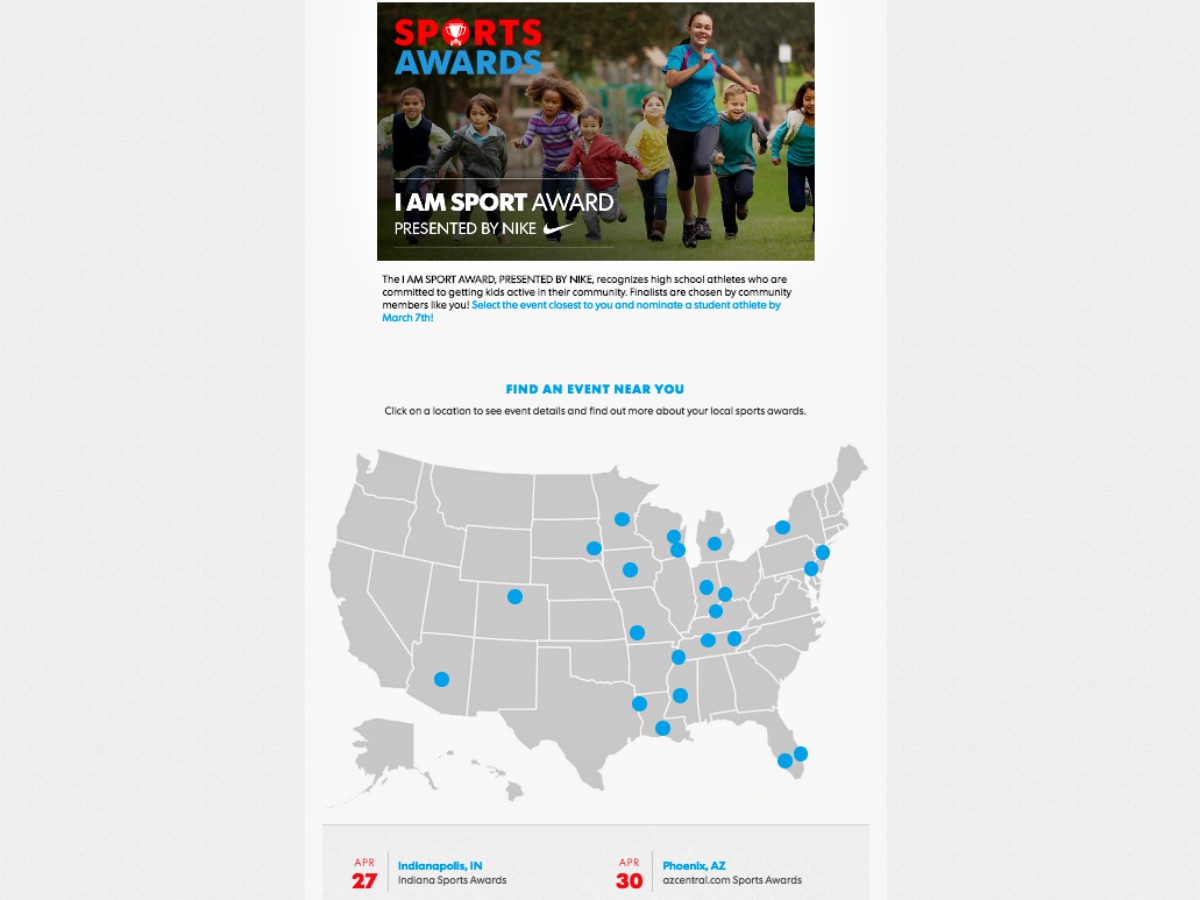 SPORTS
AWARDS
I AM SPORT AWARD
PRESENTED BY NIKE
The I AM SPORT AWARD, PRESENTED BY NIKE, recognizes high school athletes who are
committed to getting kids active in their community. Finalists are chosen by community
members like you! Select the event closest to you and nominate a student athlete by
March 7th!
FIND AN EVENT NEAR YOU
Click on a location to see event details and find out more about your local sports awards.
APR
27
Indianapolis, IN
Indiana Sports Awards
APR
30
Phoenix, AZ
azcentral.com Sports Awards